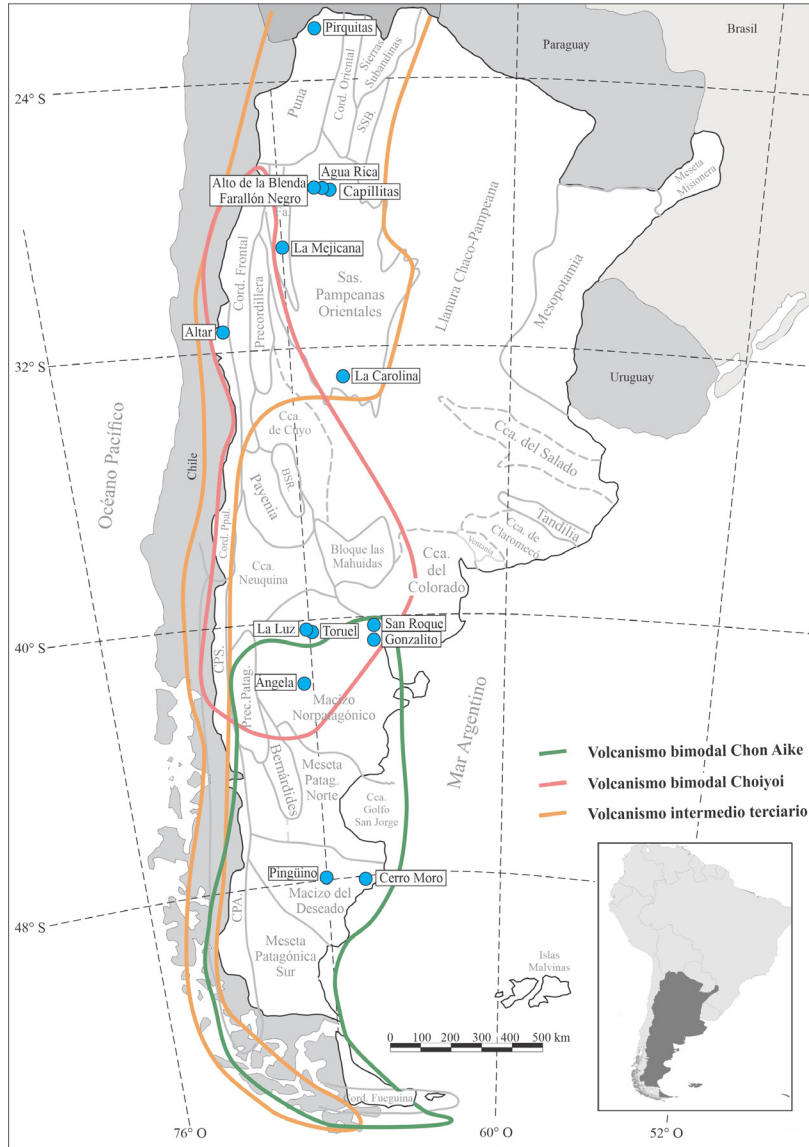 Pirquitas
Paraguay
Brasil
24° S
Puna
Cord. Oriental
Sierras
Subandinas
SSB.
Meseta
Misionera
Agua Rica
Alto de la Blenda
Farallón Negro
Capillitas
La Mejicana
Cord. Frontal
Precordillera
Sas.
Pampeanas
Orientales
Llanura Chaco-Pampeana
Mesopotamia
Altar
32° S
La Carolina
Uruguay
Océano Pacífico
Chile
Cca.
de Cuyo
Cca. del Salado
Payenia
BSR.
Cord. Ppal.
Tandilia
Cca. de
Claromecó
Ventania
Bloque las
Mahuidas
Cca.
Neuquina
Cca.
del
Colorado
La Luz
Toruel
San Roque
Gonzalito
40° S
CPS.
Prec.Patag.
Angela
Macizo
Norpatagónico
Mar Argentino
Bernárdides
Meseta
Patag.
Norte
Cca.
Golfo
San Jorge
Volcanismo bimodal Chon Aike
Volcanismo bimodal Choiyoi
Volcanismo intermedio terciario
Pingüino
Cerro Moro
CPA.
Macizo del
Deseado
48° S
Meseta
Patagónica
Sur
Islas
Malvinas
0 100 200 300 400 500 km
Cord. Fueguina
76° O
60° O
52° O